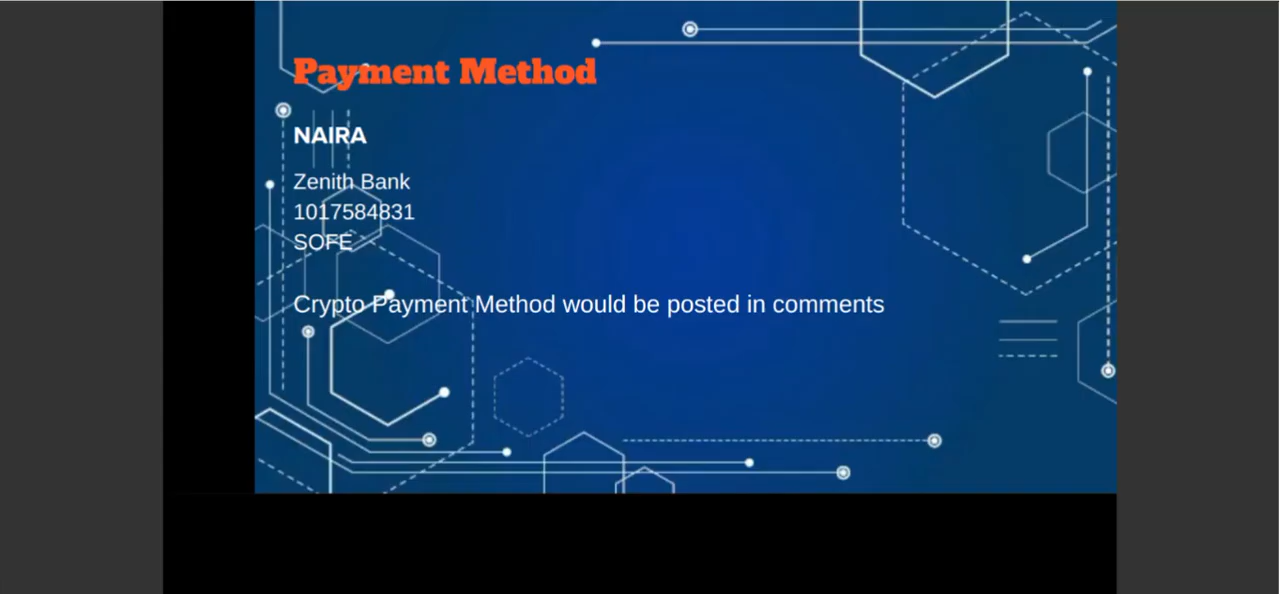 Payment Method
NAIRA
Zenith Bank
1017584831
SOFE
Crypto Payment Method would be posted in comments